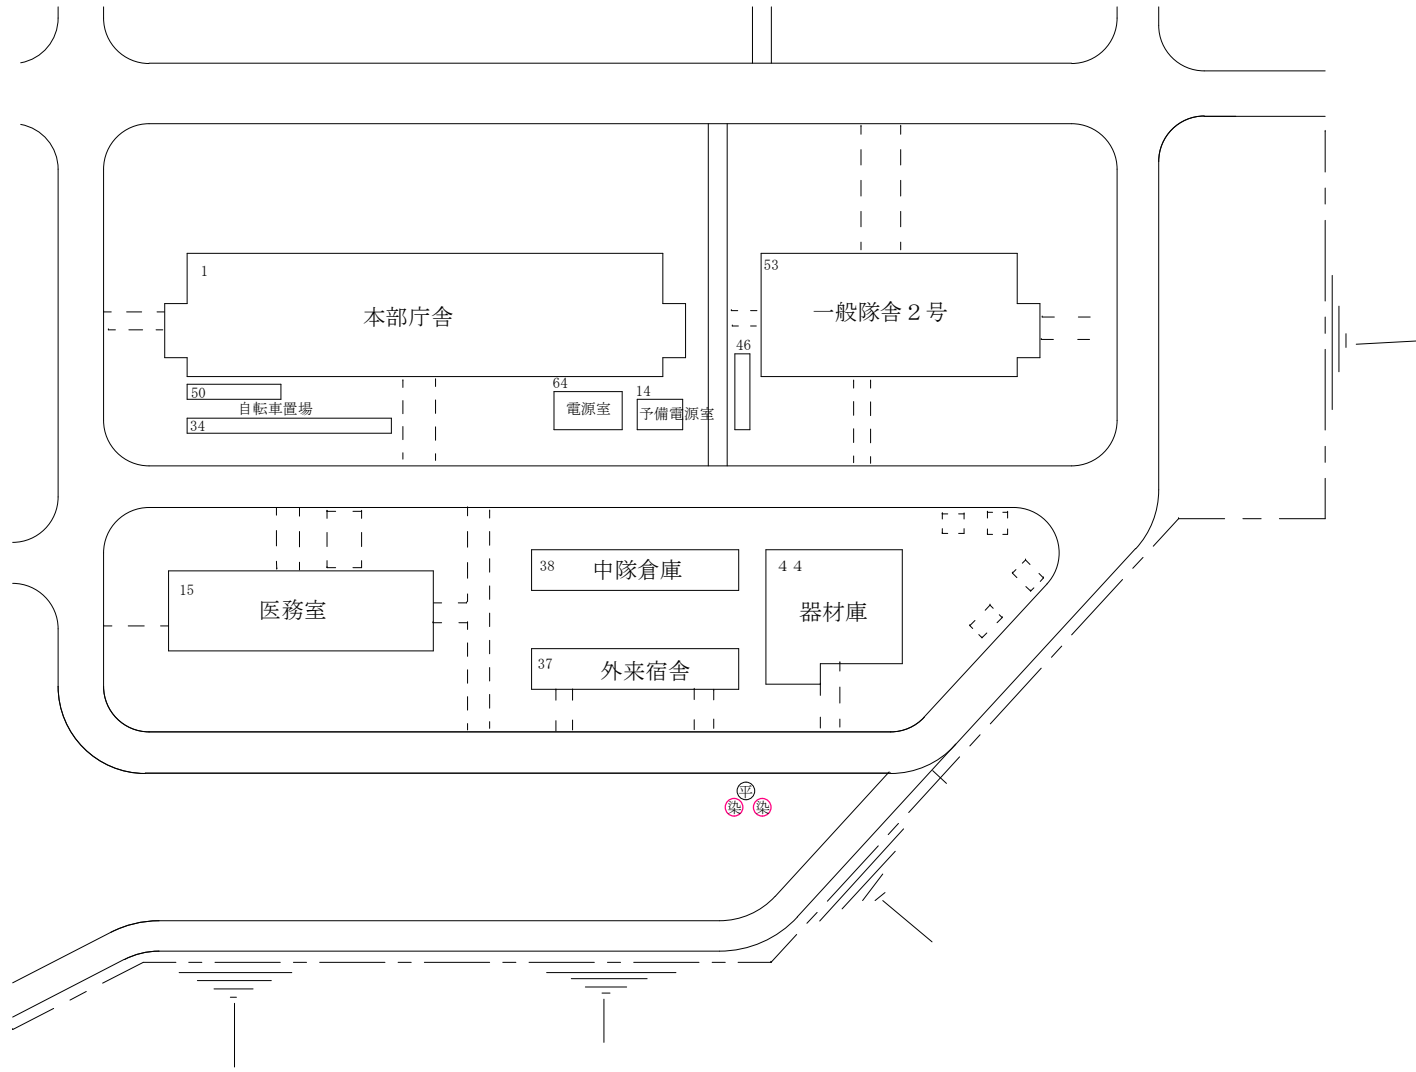 1
本部庁舎
53
一般隊舎２号
46
50
自転車置場
34
64
電源室
14
予備電源室
15
医務室
38
中隊倉庫
４４
器材庫
37
外来宿舎
平
染
染